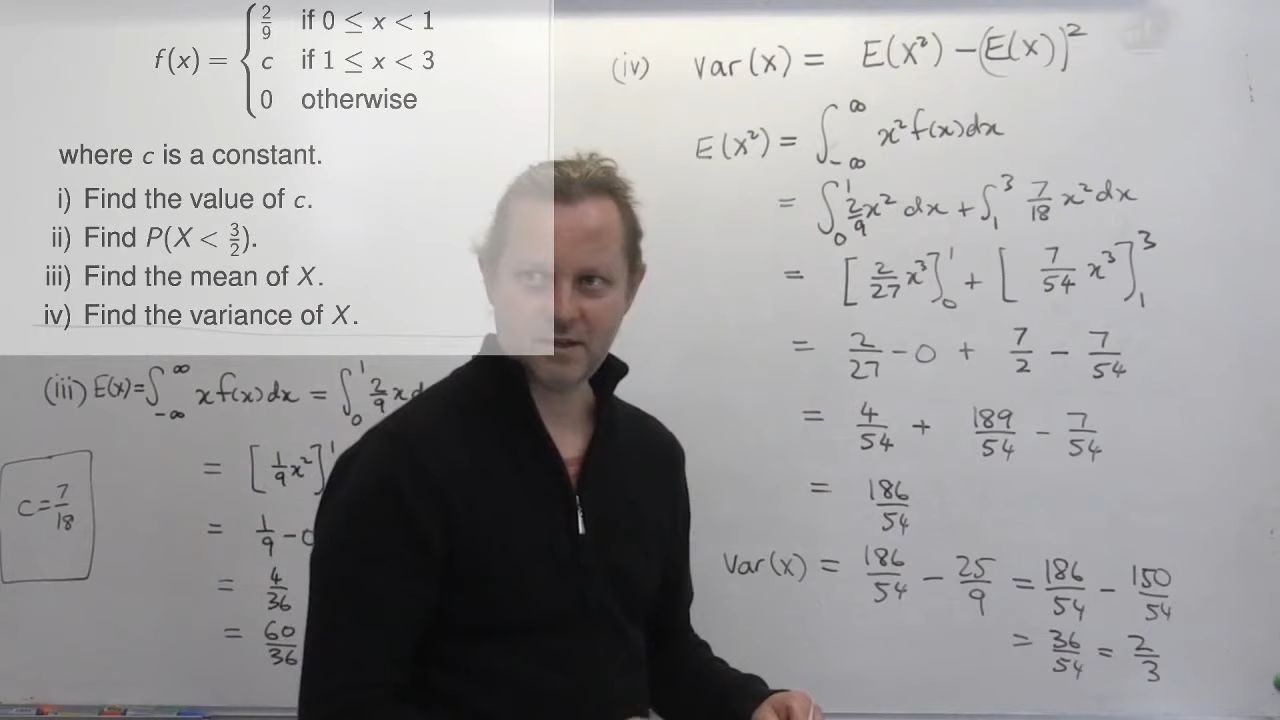 f(x) = { 2/9 if 0 ≤ x < 1
c if 1 ≤ x < 3
0 otherwise
where c is a constant.
i) Find the value of c.
ii) Find P(X < 3/2).
iii) Find the mean of X.
iv) Find the variance of X.
(iii) E(x)=∫_{-∞}^{∞} x f(x)dx = ∫_0^1 2/9 x
= [1/9 x²]^1
= 1/9 - 0
= 4/36
= 60/36
c = 7/18
(iv) Var(x) = E(x²) - (E(x))²
E(x²) = ∫_{-∞}^{∞} x² f(x)dx
= ∫_0^1 2/9 x² dx + ∫_1^3 7/18 x² dx
= [2/27 x³]_0^1 + [7/54 x³]_1^3
= 2/27 - 0 + 7/2 - 7/54
= 4/54 + 189/54 - 7/54
= 186/54
Var(x) = 186/54 - 25/9 = 186/54 - 150/54
= 36/54 = 2/3